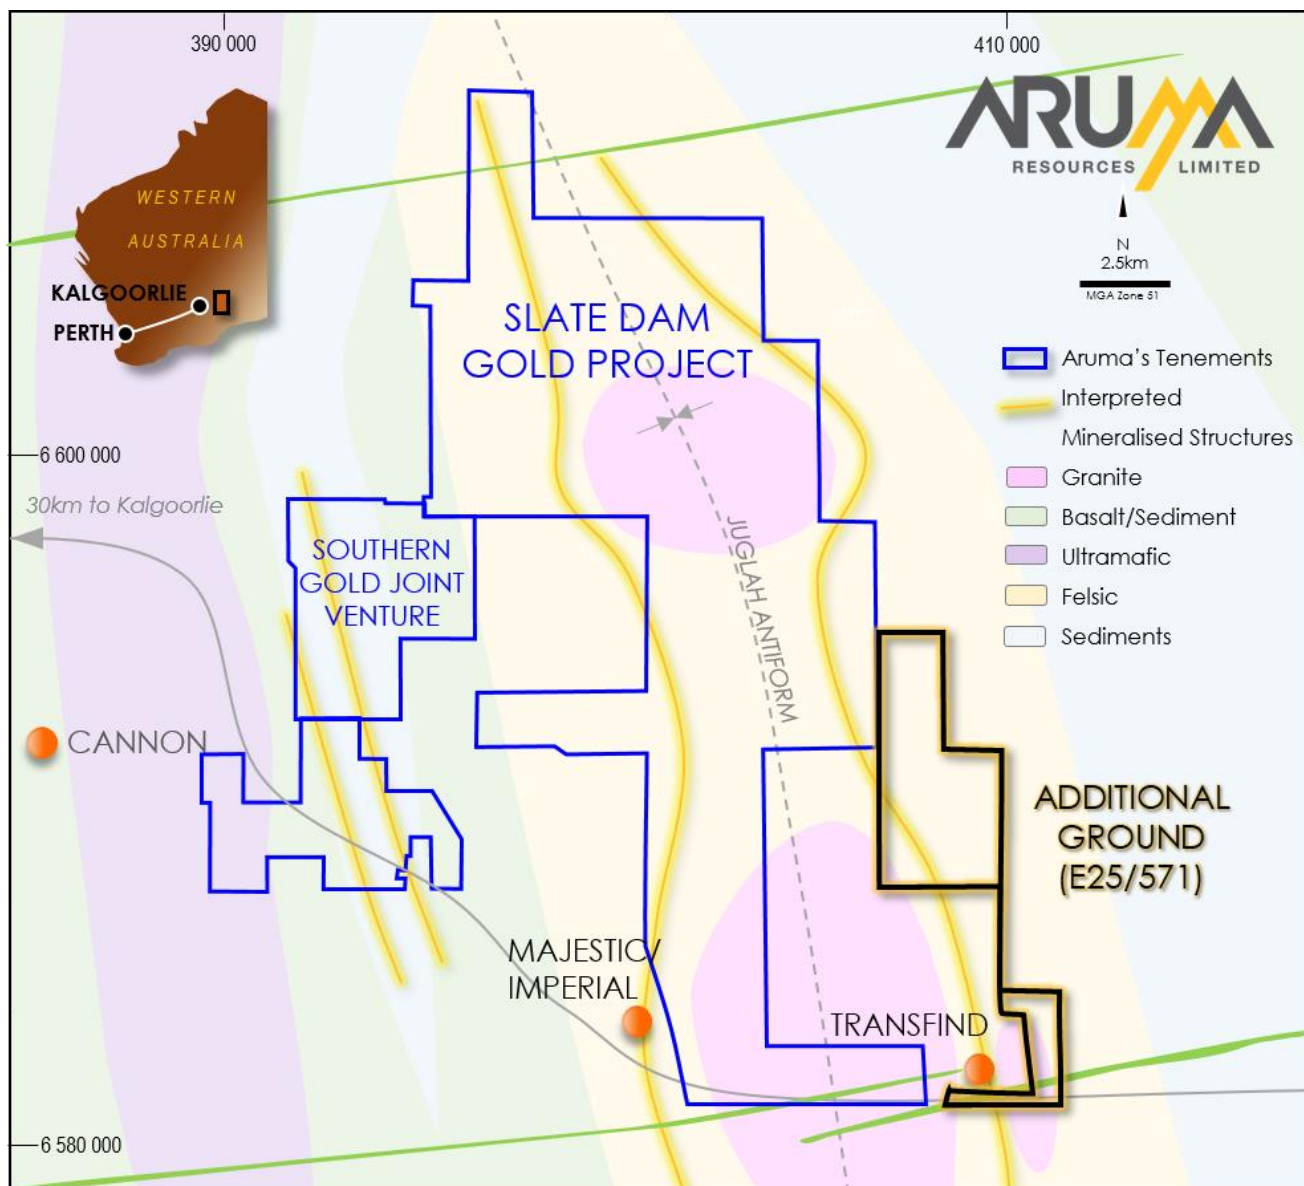 390 000
410 000
ARUMA
RESOURCES LIMITED
N
2.5km
MGA Zone 51
WESTERN
AUSTRALIA
KALGOORLIE
PERTH
SLATE DAM
GOLD PROJECT
Aruma's Tenements
Interpreted
Mineralised Structures
Granite
Basalt/Sediment
Ultramafic
Felsic
Sediments
6 600 000
30km to Kalgoorlie
SOUTHERN
GOLD JOINT
VENTURE
JUGLAH ANTIFORM
CANNON
ADDITIONAL
GROUND
(E25/571)
MAJESTIC/
IMPERIAL
TRANSFIND
6 580 000